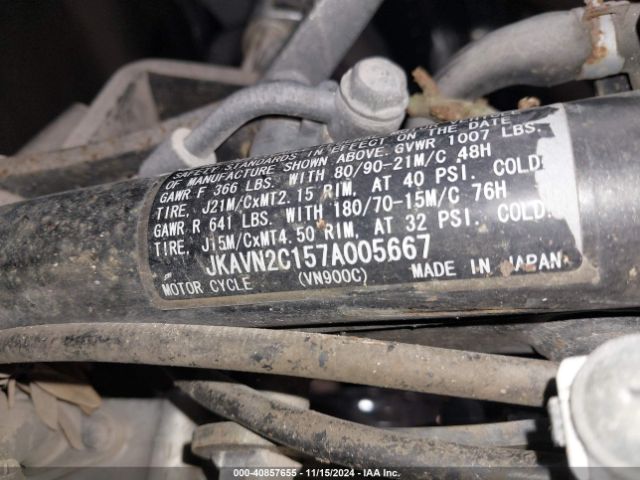 SAFETY STANDARDS IN EFFECT ON THE DATE
OF MANUFACTURE SHOWN ABOVE. GVWR 1007 LBS.
GAWR F 366 LBS. WITH 80/90-21M/C 48H
TIRE, J21M/CxMT2.15 RIM, AT 40 PSI. COLD.
GAWR R 641 LBS. WITH 180/70-15M/C 76H
TIRE, J15M/CxMT4.50 RIM, AT 32 PSI. COLD.
JKAVN2C157A005667
MOTOR CYCLE (VN900C) MADE IN JAPAN
000-40857655 - 11/15/2024 - IAA Inc.